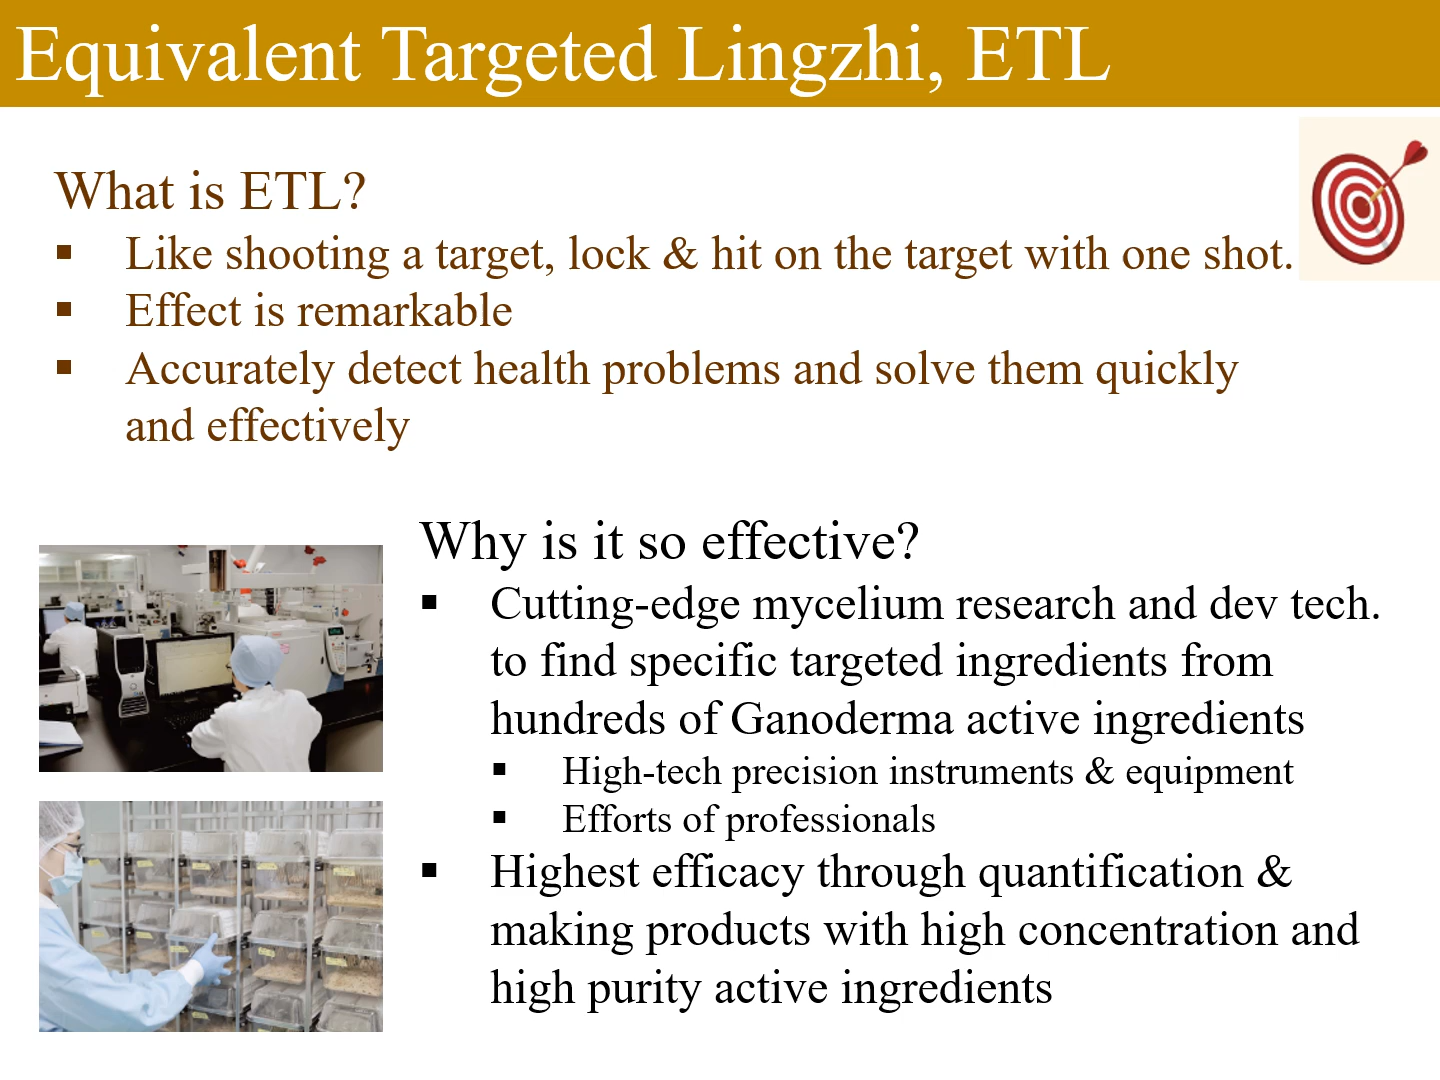 Equivalent Targeted Lingzhi, ETL
What is ETL?
▪ Like shooting a target, lock & hit on the target with one shot.
▪ Effect is remarkable
▪ Accurately detect health problems and solve them quickly
and effectively
Why is it so effective?
▪ Cutting-edge mycelium research and dev tech.
to find specific targeted ingredients from
hundreds of Ganoderma active ingredients
▪ High-tech precision instruments & equipment
▪ Efforts of professionals
▪ Highest efficacy through quantification &
making products with high concentration and
high purity active ingredients